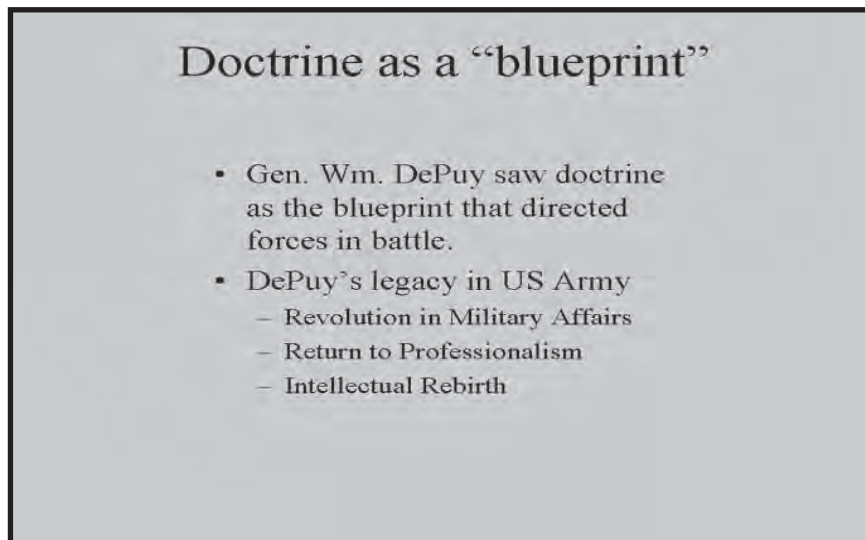 Doctrine as a “blueprint”
• Gen. Wm. DePuy saw doctrine
as the blueprint that directed
forces in battle.
• DePuy’s legacy in US Army
– Revolution in Military Affairs
– Return to Professionalism
– Intellectual Rebirth